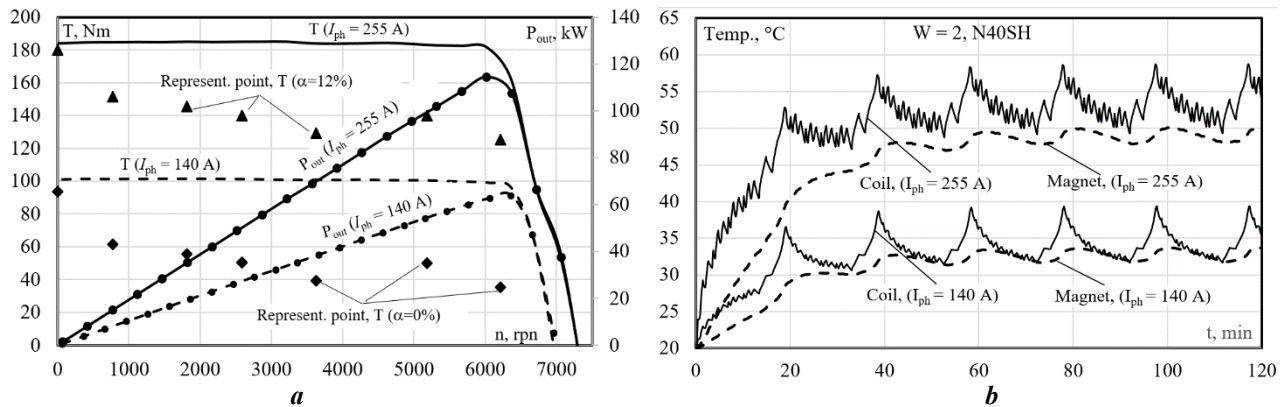 T, Nm
T (Iph = 255 A)
Pout, kW
Represent. point, T (α=12%)
Pout (Iph = 255 A)
T (Iph = 140 A)
Pout (Iph = 140 A)
Represent. point, T (α=0%)
n, rpn
200
180
160
140
120
100
80
60
40
20
0
140
120
100
80
60
40
20
0
0 1000 2000 3000 4000 5000 6000 7000
a
Temp., °C
W = 2, N40SH
65
60
55
50
45
40
35
30
25
20
Coil, (Iph = 255 A)
Magnet, (Iph = 255 A)
Coil, (Iph = 140 A)
Magnet, (Iph = 140 A)
t, min
0 20 40 60 80 100 120
b